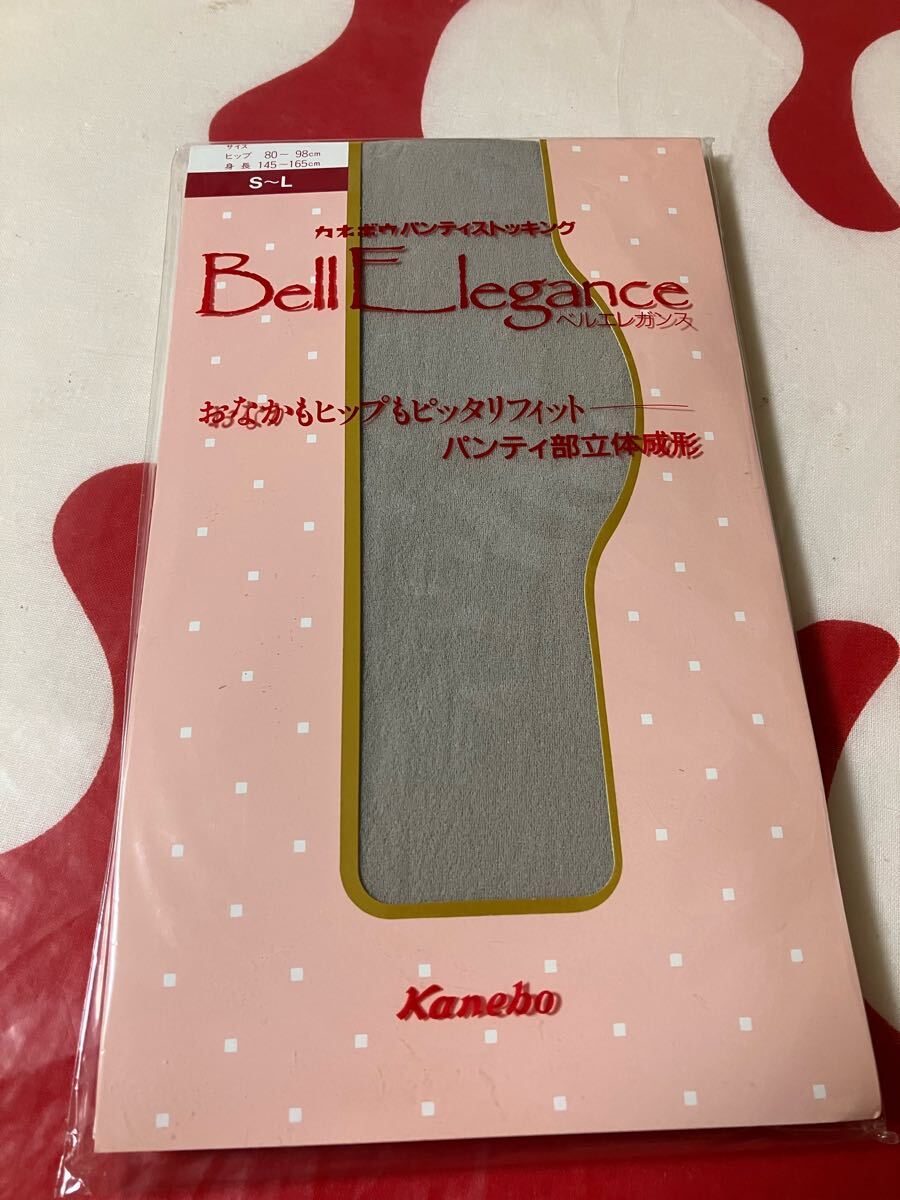 サイズ
ヒップ 80〜98cm
身長 145〜165cm
S〜L
カネボウパンティストッキング
Bell Elegance
ベルエレガンス
おなかもヒップもピッタリフィット――
パンティ部立体成形
Kanebo